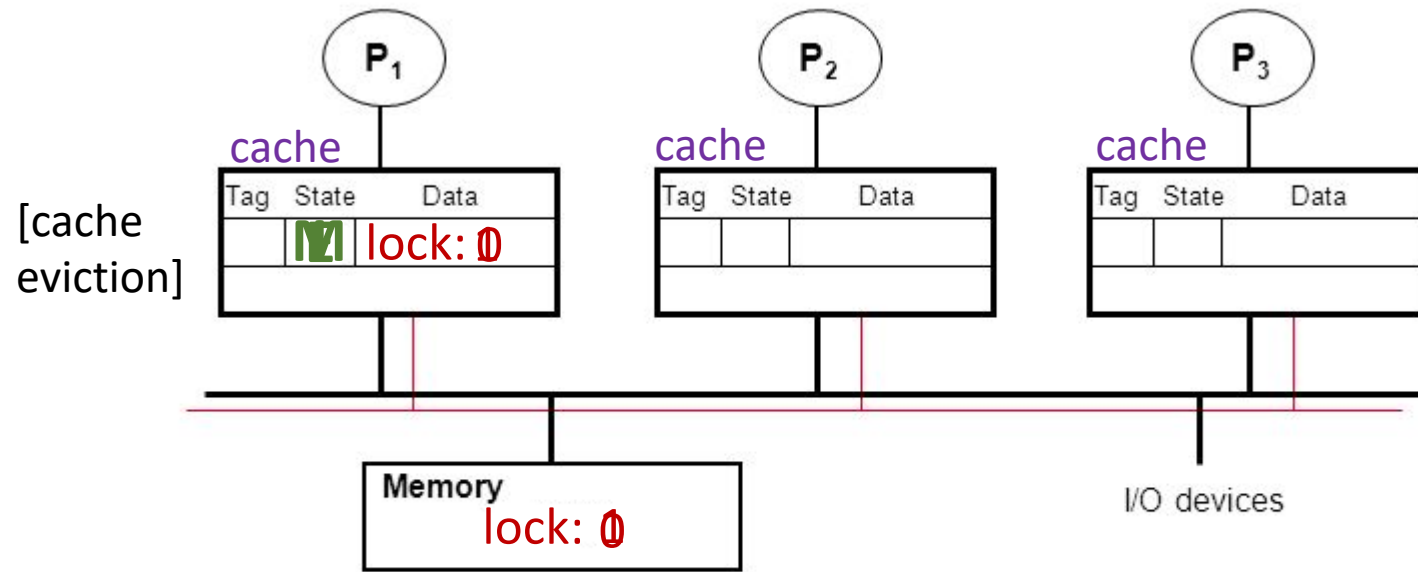 P1
P2
P3
cache
cache
cache
Tag State Data
Tag State Data
Tag State Data
[cache
eviction]
lock:
Memory
lock:
I/O devices